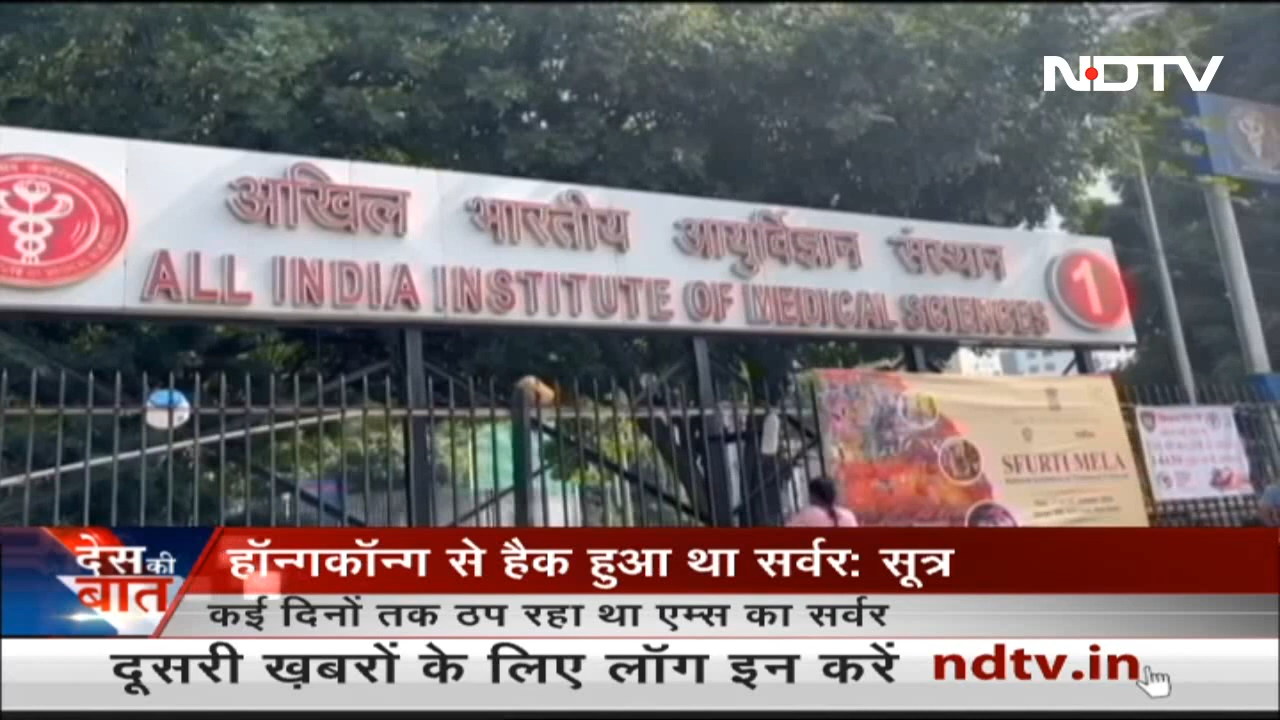 NDTV
अखिल भारतीय आयुर्विज्ञान संस्थान
ALL INDIA INSTITUTE OF MEDICAL SCIENCES
1
SFURTI MELA
देस की बात
हॉन्गकॉन्ग से हैक हुआ था सर्वर: सूत्र
कई दिनों तक ठप रहा था एम्स का सर्वर
दूसरी ख़बरों के लिए लॉग इन करें ndtv.in